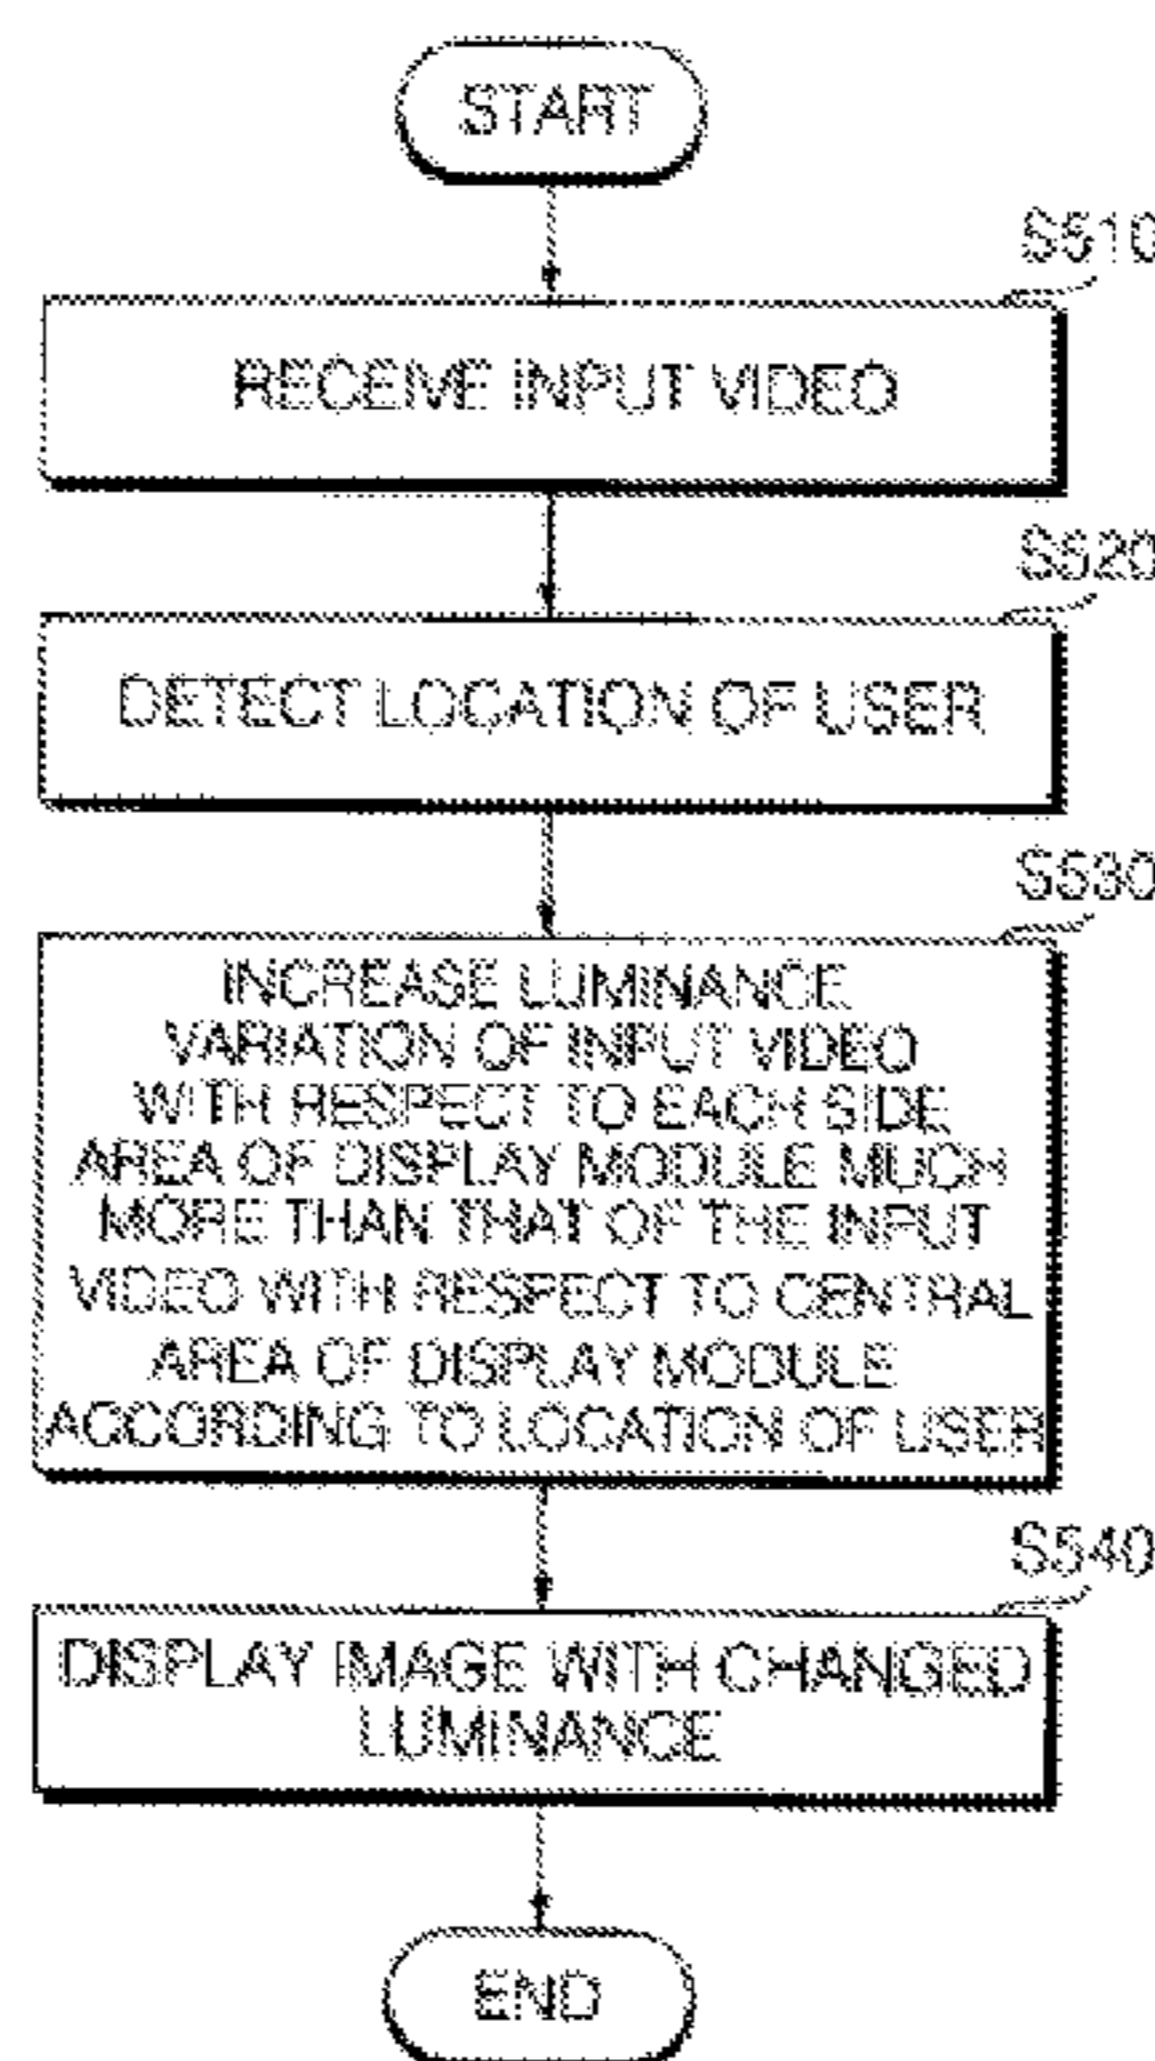 START
S510
RECEIVE INPUT VIDEO
S520
DETECT LOCATION OF USER
S530
INCREASE LUMINANCE
VARIATION OF INPUT VIDEO
WITH RESPECT TO EACH SIDE
AREA OF DISPLAY MODULE MUCH
MORE THAN THAT OF THE INPUT
VIDEO WITH RESPECT TO CENTRAL
AREA OF DISPLAY MODULE
ACCORDING TO LOCATION OF USER
S540
DISPLAY IMAGE WITH CHANGED
LUMINANCE
END